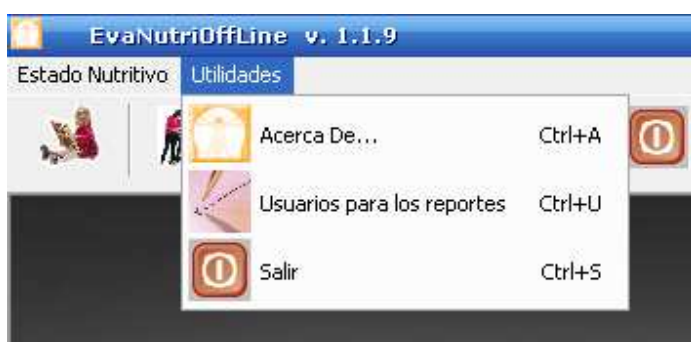 EvaNutriOffLine v. 1.1.9
Estado Nutritivo Utilidades
Acerca De... Ctrl+A
Usuarios para los reportes Ctrl+U
Salir Ctrl+S